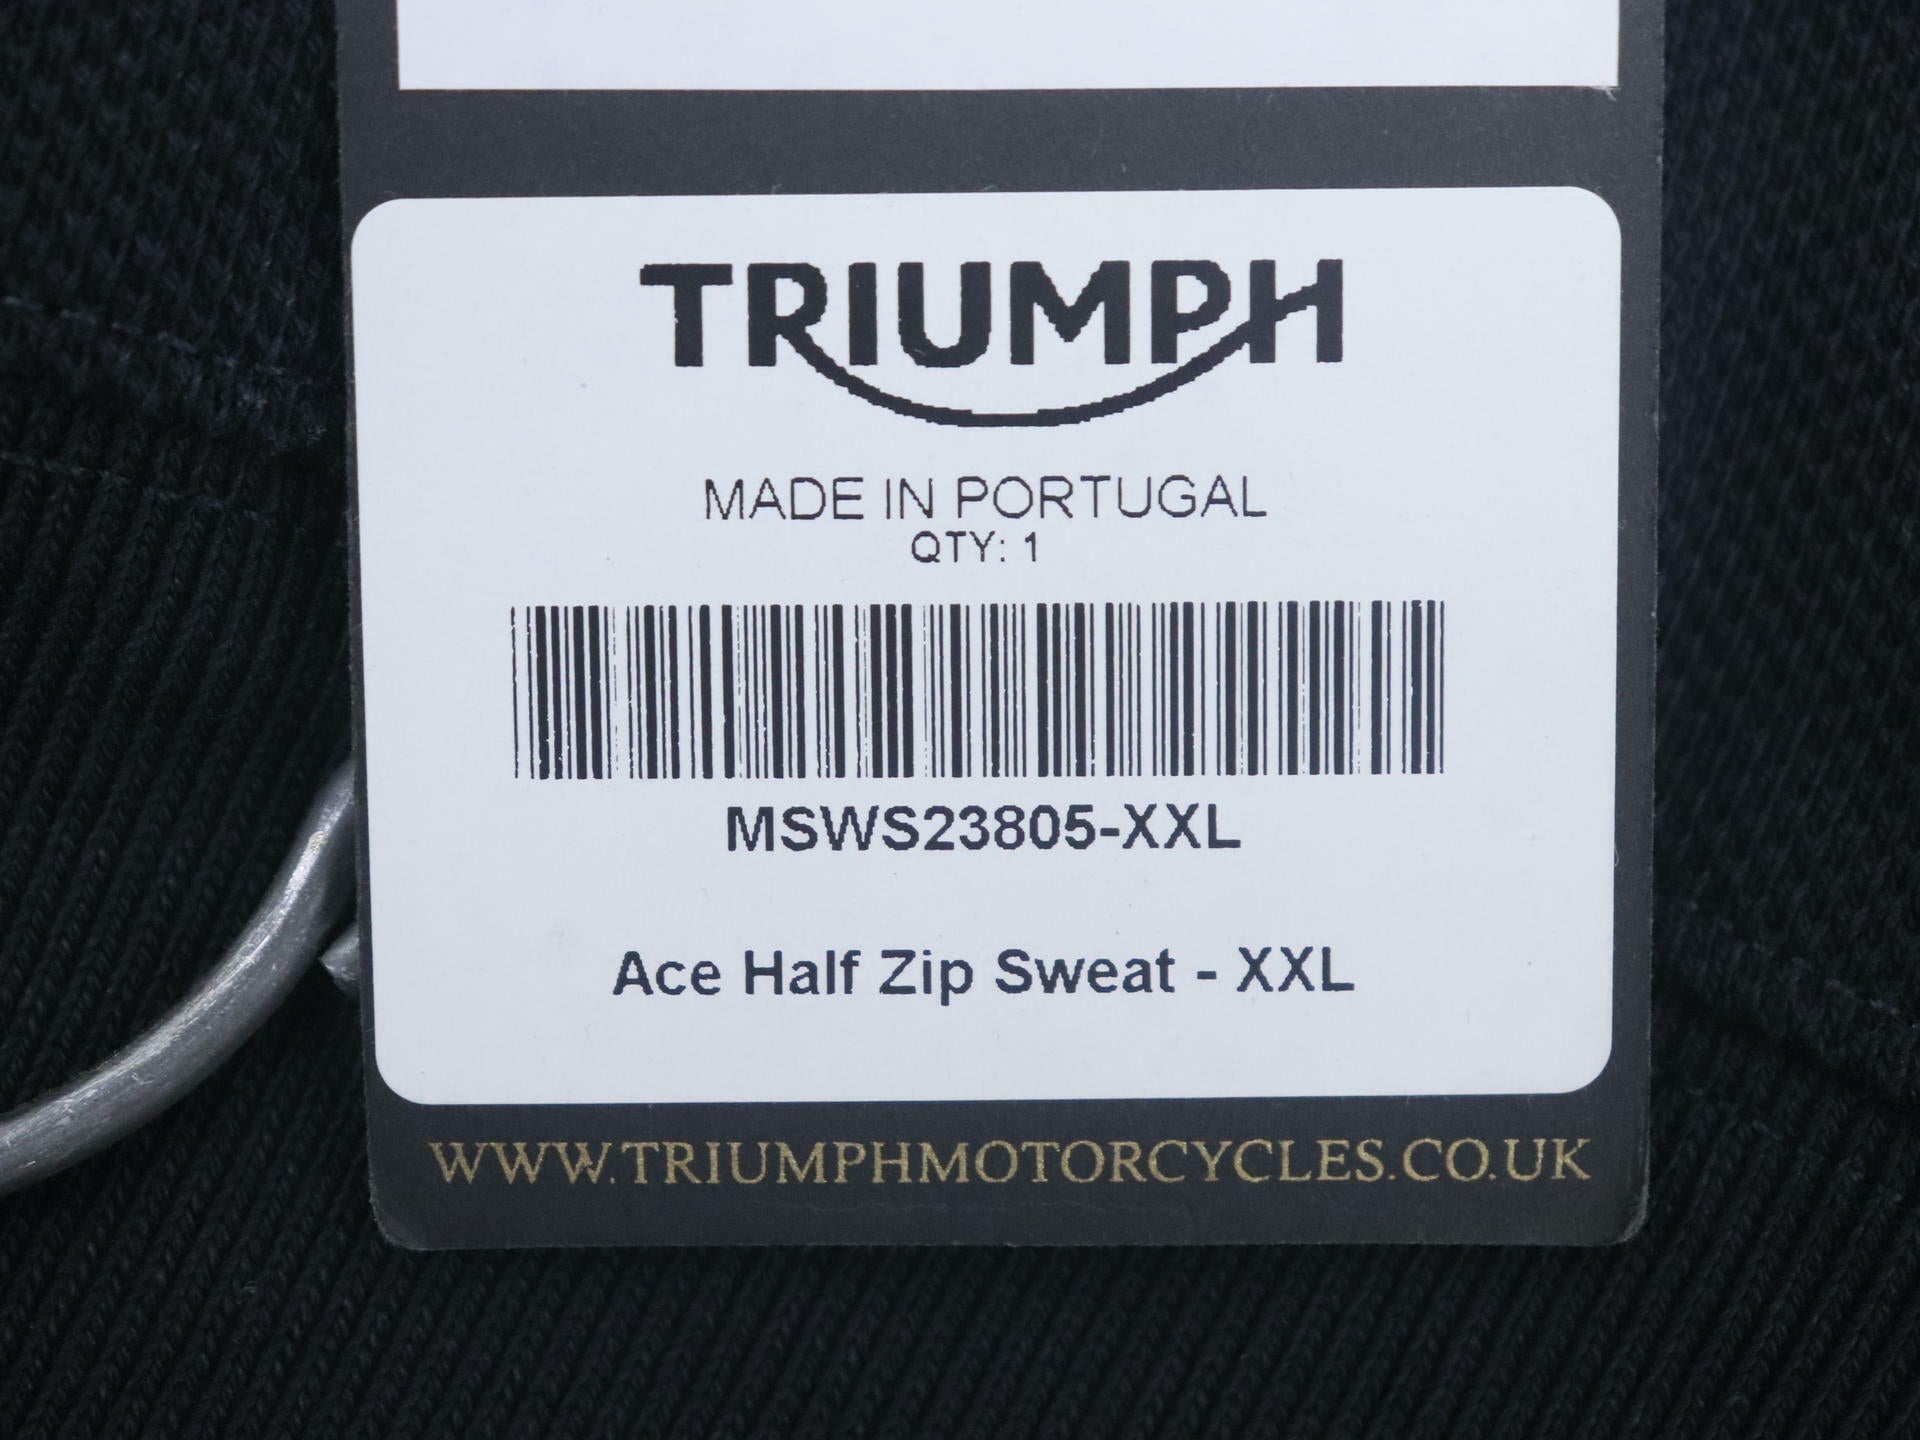 TRIUMPH
MADE IN PORTUGAL
QTY: 1
MSWS23805-XXL
Ace Half Zip Sweat - XXL
WWW.TRIUMPHMOTORCYCLES.CO.UK